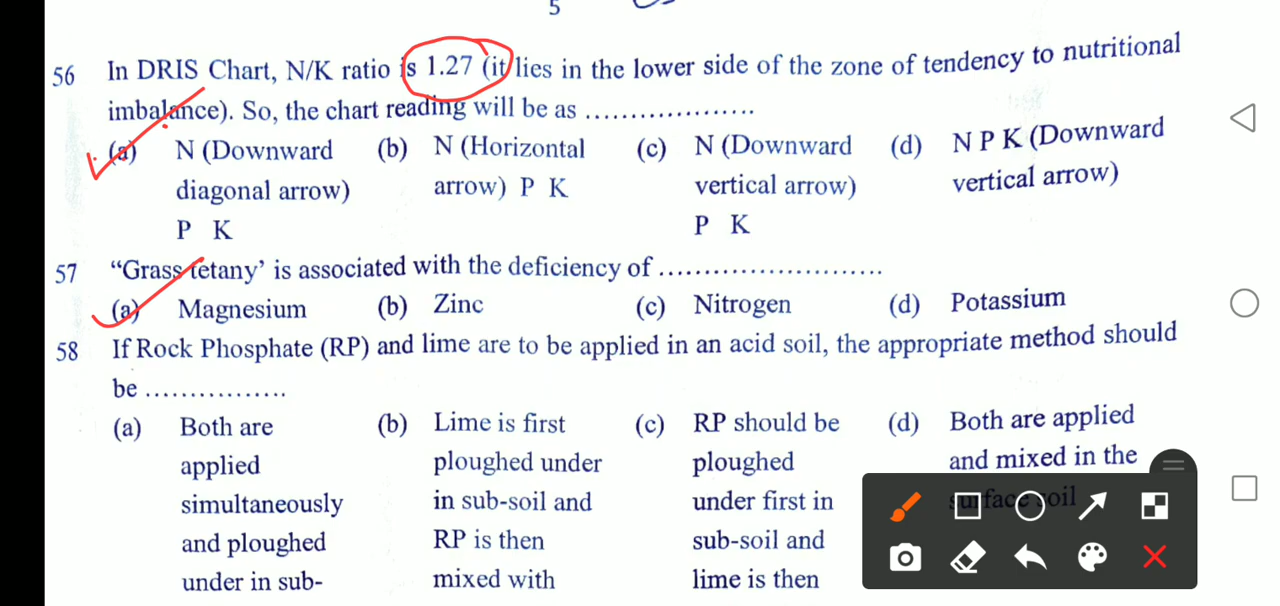 5
56 In DRIS Chart, N/K ratio is 1.27 (it lies in the lower side of the zone of tendency to nutritional
imbalance). So, the chart reading will be as ...................
(a) N (Downward (b) N (Horizontal (c) N (Downward (d) N P K (Downward
diagonal arrow) arrow) P K vertical arrow) vertical arrow)
P K P K
57 “Grass tetany’ is associated with the deficiency of .........................
(a) Magnesium (b) Zinc (c) Nitrogen (d) Potassium
58 If Rock Phosphate (RP) and lime are to be applied in an acid soil, the appropriate method should
be ................
(a) Both are (b) Lime is first (c) RP should be (d) Both are applied
applied ploughed under ploughed and mixed in the
simultaneously in sub-soil and under first in surface soil
and ploughed RP is then sub-soil and
under in sub- mixed with lime is then